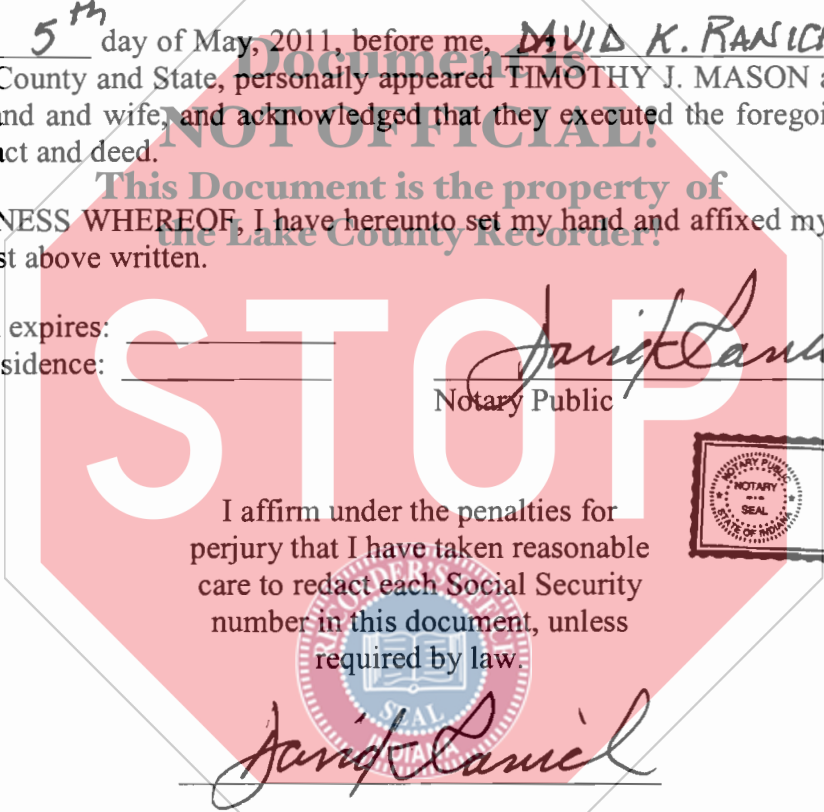 5th day of May, 2011, before me, DAVID K. RANICH
County and State, personally appeared TIMOTHY J. MASON a
nd and wife, and acknowledged that they executed the foregoi
act and deed.
NESS WHEREOF, I have hereunto set my hand and affixed my
st above written.
expires:
sidence:
Notary Public
NOTARY PUBLIC
NOTARY
SEAL
STATE OF INDIANA
I affirm under the penalties for
perjury that I have taken reasonable
care to redact each Social Security
number in this document, unless
required by law.
Document is
NOT OFFICIAL!
This Document is the property of
the Lake County Recorder!
STOP
SEAL
INDIANA